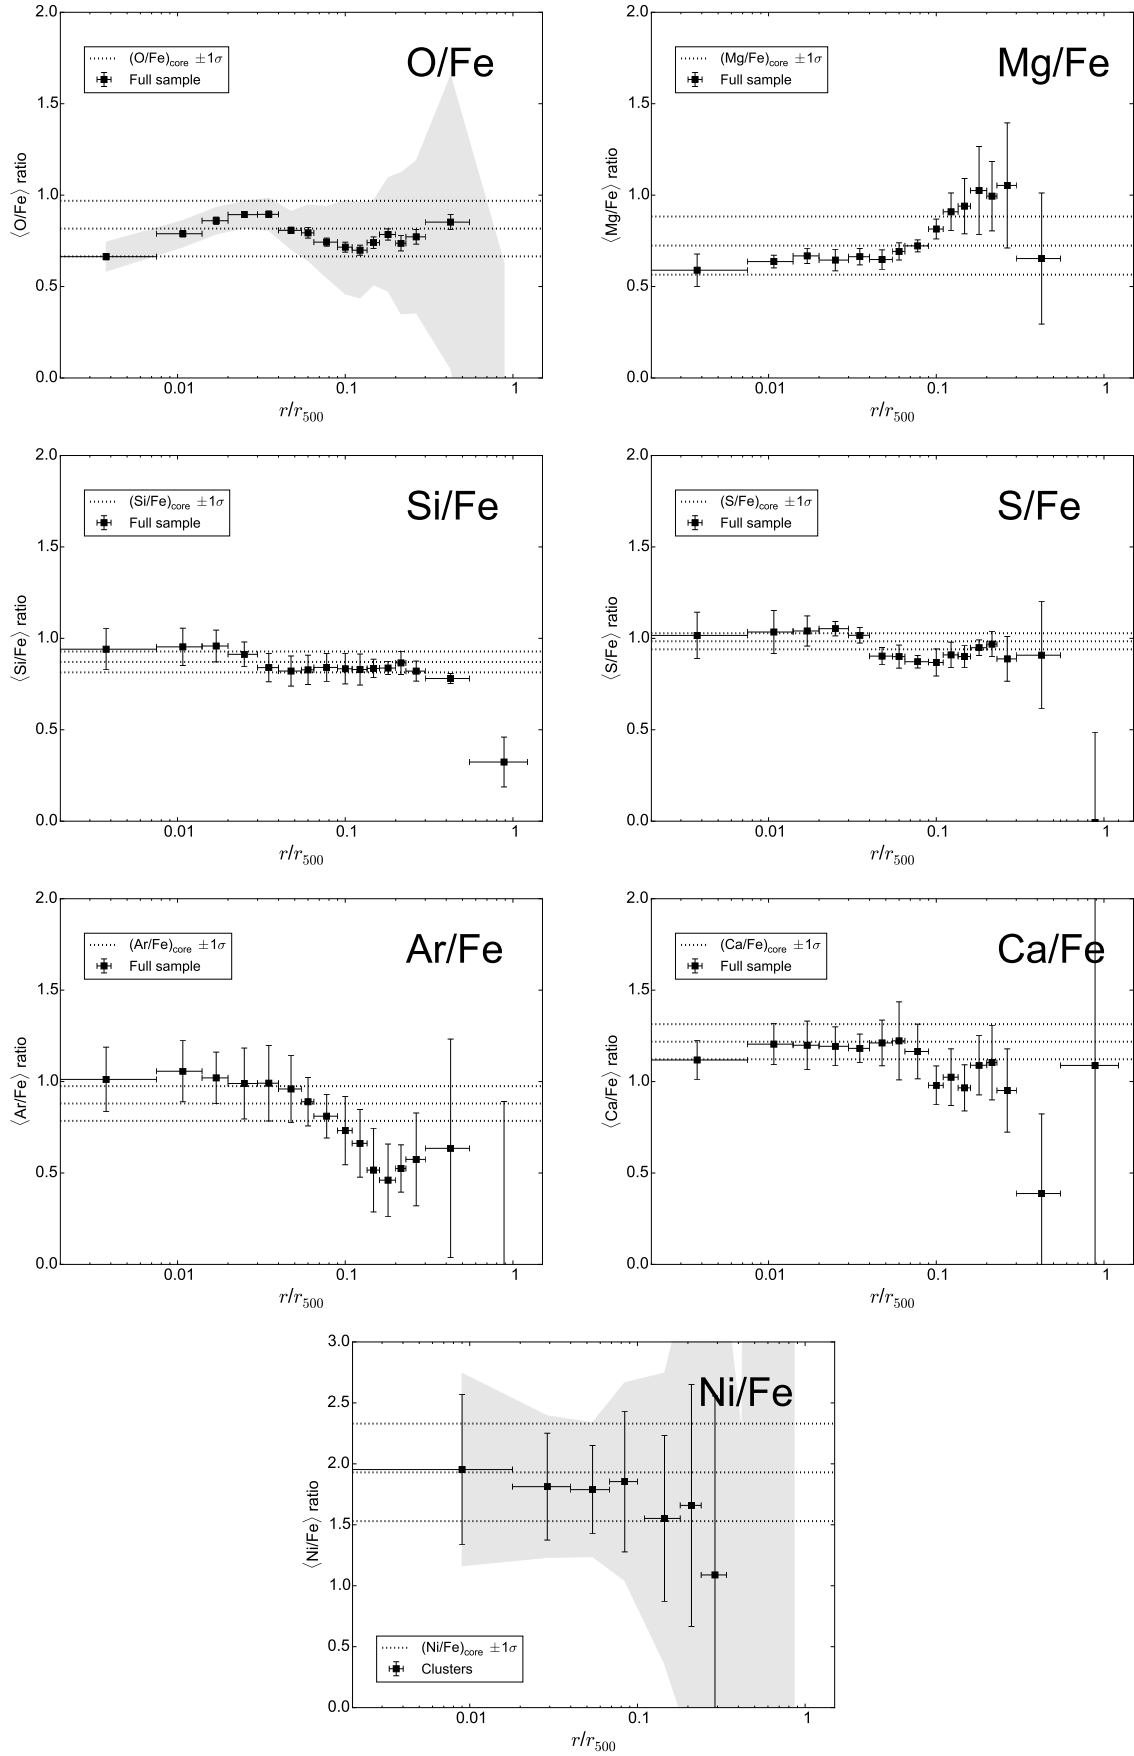 2.0
1.5
1.0
0.5
0.0
⟨O/Fe⟩ ratio
(O/Fe)core ±1σ
Full sample
O/Fe
0.01
0.1
1
r/r500
2.0
1.5
1.0
0.5
0.0
⟨Mg/Fe⟩ ratio
(Mg/Fe)core ±1σ
Full sample
Mg/Fe
0.01
0.1
1
r/r500
2.0
1.5
1.0
0.5
0.0
⟨Si/Fe⟩ ratio
(Si/Fe)core ±1σ
Full sample
Si/Fe
0.01
0.1
1
r/r500
2.0
1.5
1.0
0.5
0.0
⟨S/Fe⟩ ratio
(S/Fe)core ±1σ
Full sample
S/Fe
0.01
0.1
1
r/r500
2.0
1.5
1.0
0.5
0.0
⟨Ar/Fe⟩ ratio
(Ar/Fe)core ±1σ
Full sample
Ar/Fe
0.01
0.1
1
r/r500
2.0
1.5
1.0
0.5
0.0
⟨Ca/Fe⟩ ratio
(Ca/Fe)core ±1σ
Full sample
Ca/Fe
0.01
0.1
1
r/r500
3.0
2.5
2.0
1.5
1.0
0.5
0.0
⟨Ni/Fe⟩ ratio
Ni/Fe
(Ni/Fe)core ±1σ
Clusters
0.01
0.1
1
r/r500